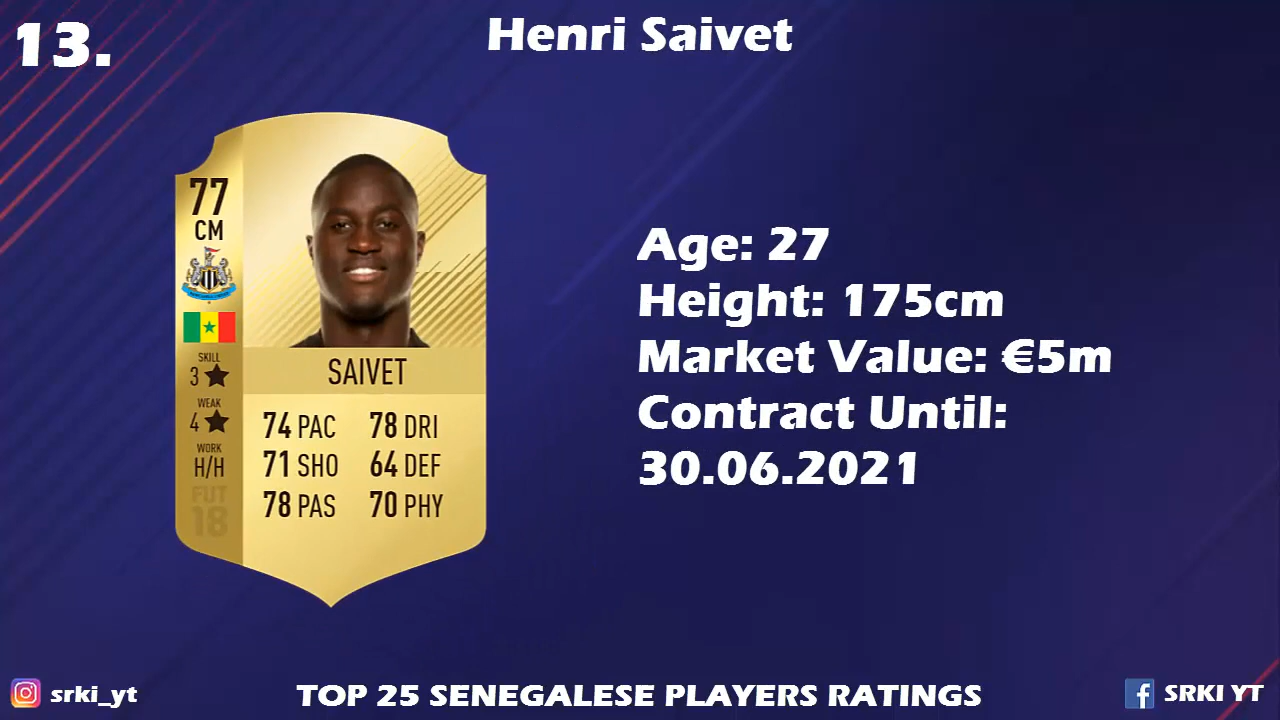 13.
Henri Saivet
77
CM
SKILL
3
WEAK
4
WORK
H/H
FUT
18
SAIVET
74 PAC 78 DRI
71 SHO 64 DEF
78 PAS 70 PHY
Age: 27
Height: 175cm
Market Value: €5m
Contract Until:
30.06.2021
srki_yt
TOP 25 SENEGALESE PLAYERS RATINGS
SRKI YT